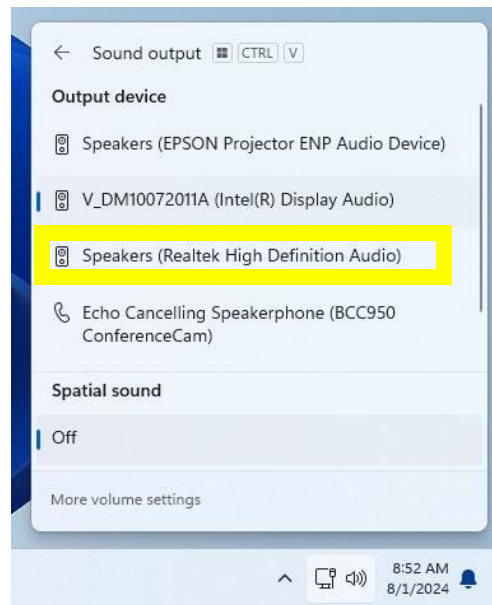 Sound output CTRL V
Output device
Speakers (EPSON Projector ENP Audio Device)
V_DM10072011A (Intel(R) Display Audio)
Speakers (Realtek High Definition Audio)
Echo Cancelling Speakerphone (BCC950
ConferenceCam)
Spatial sound
Off
More volume settings
8:52 AM
8/1/2024